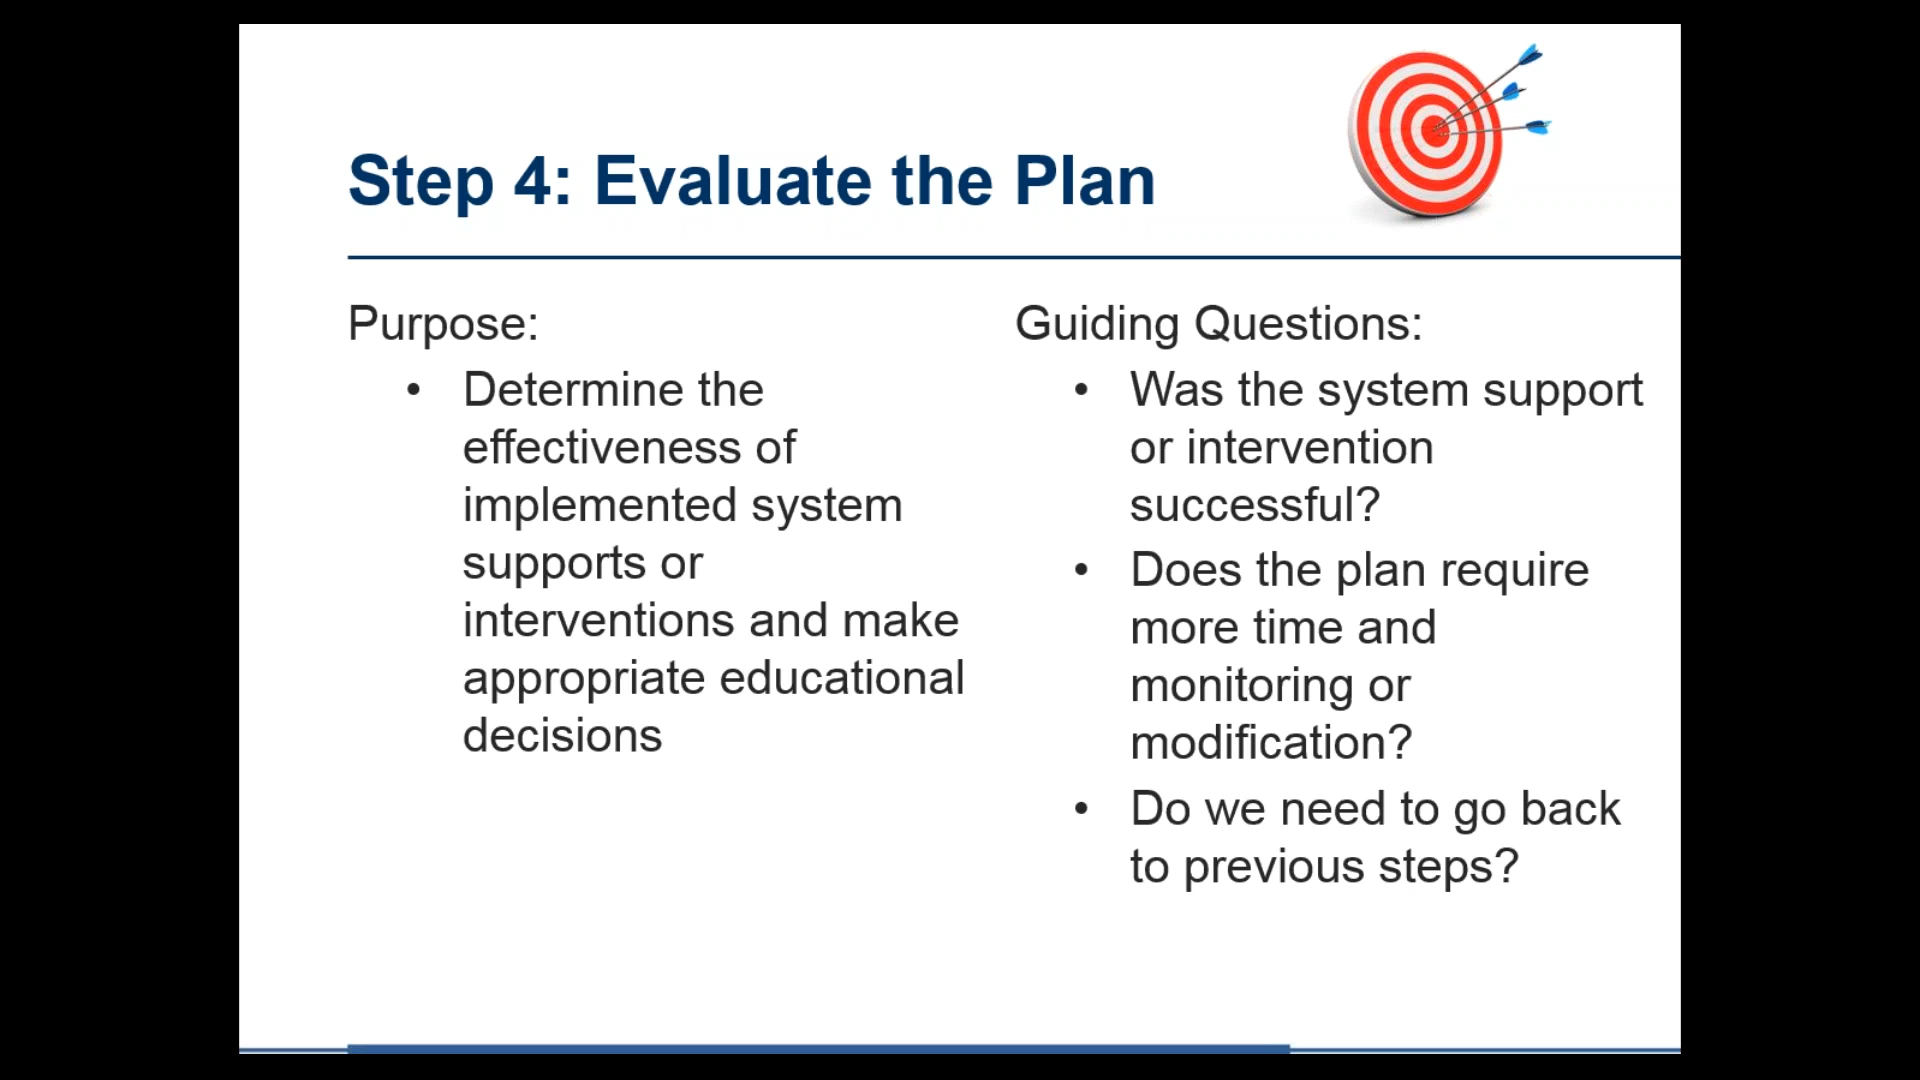 Step 4: Evaluate the Plan
Purpose:
• Determine the
effectiveness of
implemented system
supports or
interventions and make
appropriate educational
decisions
Guiding Questions:
• Was the system support
or intervention
successful?
• Does the plan require
more time and
monitoring or
modification?
• Do we need to go back
to previous steps?